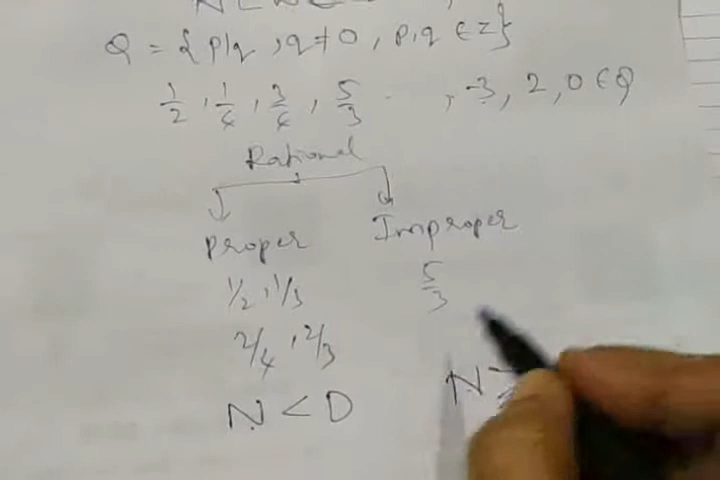 Q = { p/q , q≠0 , p,q ∈ Z }
1/2 , 1/4 , 3/4 , 5/3 . , -3 , 2 , 0 ∈ Q
Rational
Proper Improper
1/2 , 1/3 5/3
2/4 , 2/3
N < D N